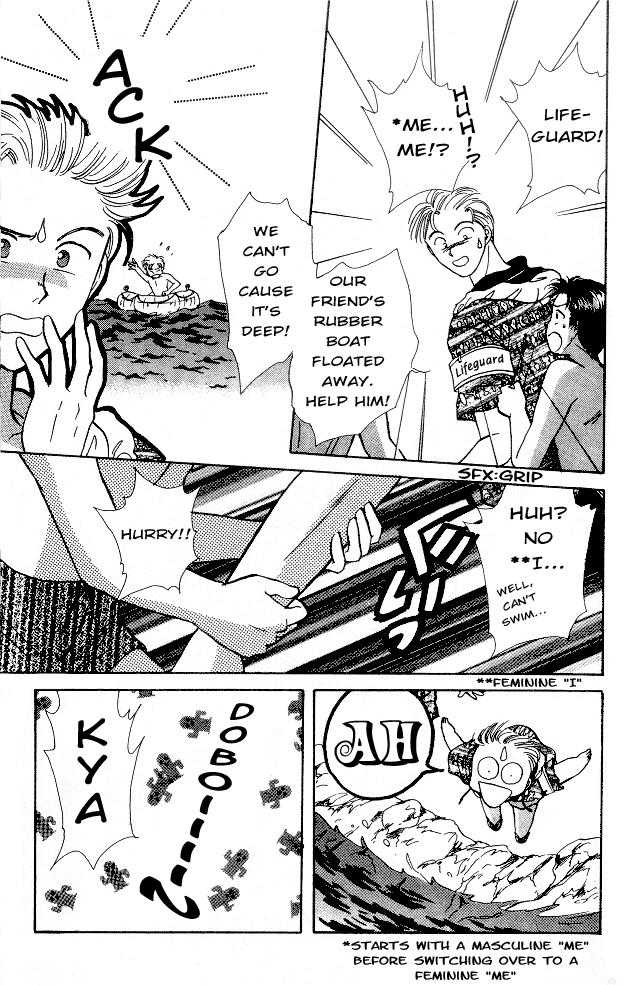 LIFE-
GUARD!
HUH!?
*ME...
ME!?
Lifeguard
OUR
FRIEND'S
RUBBER
BOAT
FLOATED
AWAY.
HELP HIM!
WE
CAN'T
GO
CAUSE
IT'S
DEEP!
ACK
SFX:GRIP
HUH?
NO
**I...
WELL,
CAN'T
SWIM...
HURRY!!
**FEMININE "I"
AH
DOBOIIII~
KYA
*STARTS WITH A MASCULINE "ME"
BEFORE SWITCHING OVER TO A
FEMININE "ME"